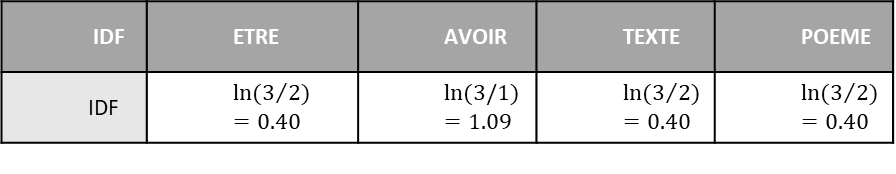 IDF ETRE AVOIR TEXTE POEME
IDF ln(3/2) ln(3/1) ln(3/2) ln(3/2)
= 0.40 = 1.09 = 0.40 = 0.40